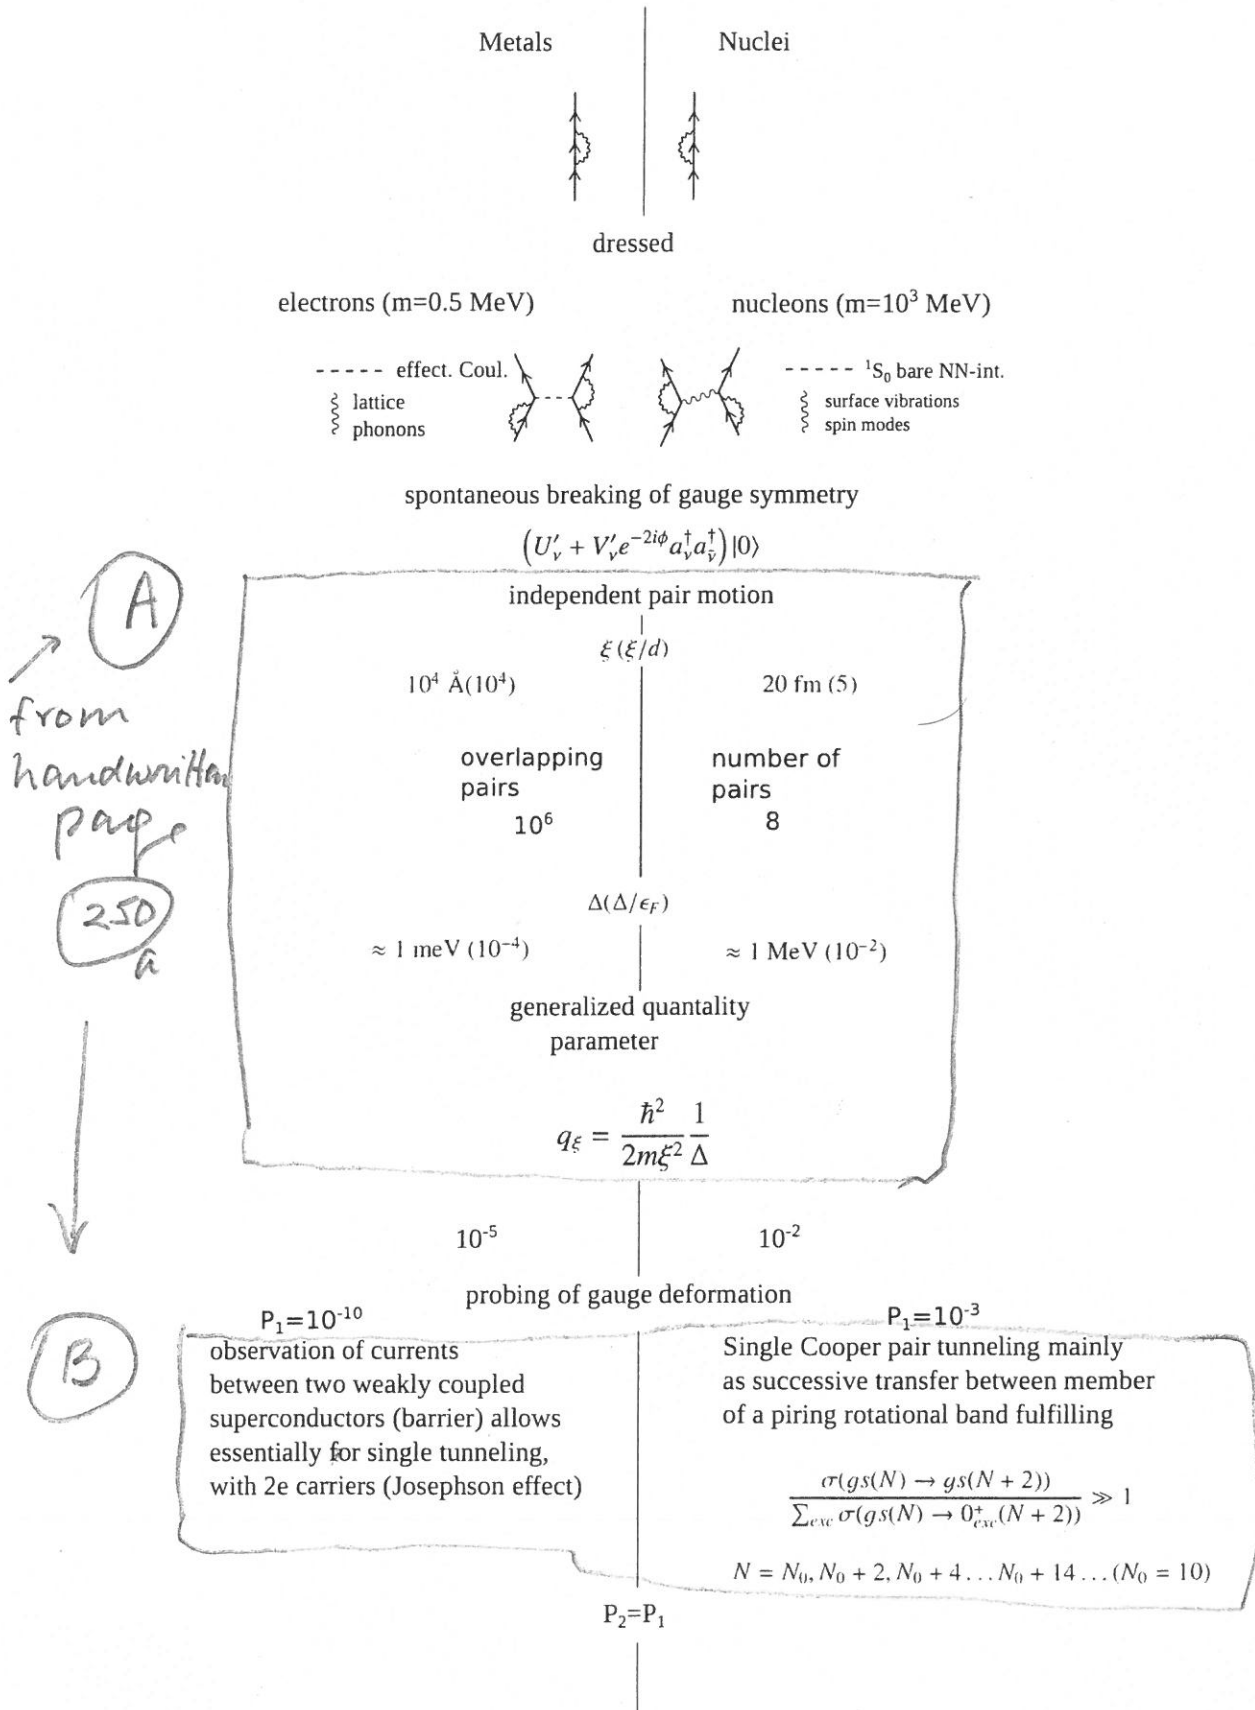 Metals Nuclei
dressed
electrons (m=0.5 MeV) nucleons (m=10³ MeV)
----- effect. Coul. ----- ¹S₀ bare NN-int.
lattice surface vibrations
phonons spin modes
spontaneous breaking of gauge symmetry
(U′_ν + V′_ν e^{−2iφ} a†_ν a†_ν̃) |0⟩
A
independent pair motion
ξ (ξ/d)
10⁴ Å(10⁴) 20 fm (5)
from
handwritten
page
250
a
overlapping number of
pairs pairs
10⁶ 8
Δ(Δ/ϵ_F)
≈ 1 meV (10⁻⁴) ≈ 1 MeV (10⁻²)
generalized quantality
parameter
q_ξ = ℏ²/(2mξ²) 1/Δ
10⁻⁵ 10⁻²
probing of gauge deformation
P₁=10⁻¹⁰ P₁=10⁻³
B
observation of currents
between two weakly coupled
superconductors (barrier) allows
essentially for single tunneling,
with 2e carriers (Josephson effect)
Single Cooper pair tunneling mainly
as successive transfer between member
of a piring rotational band fulfilling
σ(gs(N) → gs(N + 2)) / ∑_exc σ(gs(N) → 0⁺_exc(N + 2)) ≫ 1
N = N₀, N₀ + 2, N₀ + 4 … N₀ + 14 … (N₀ = 10)
P₂=P₁